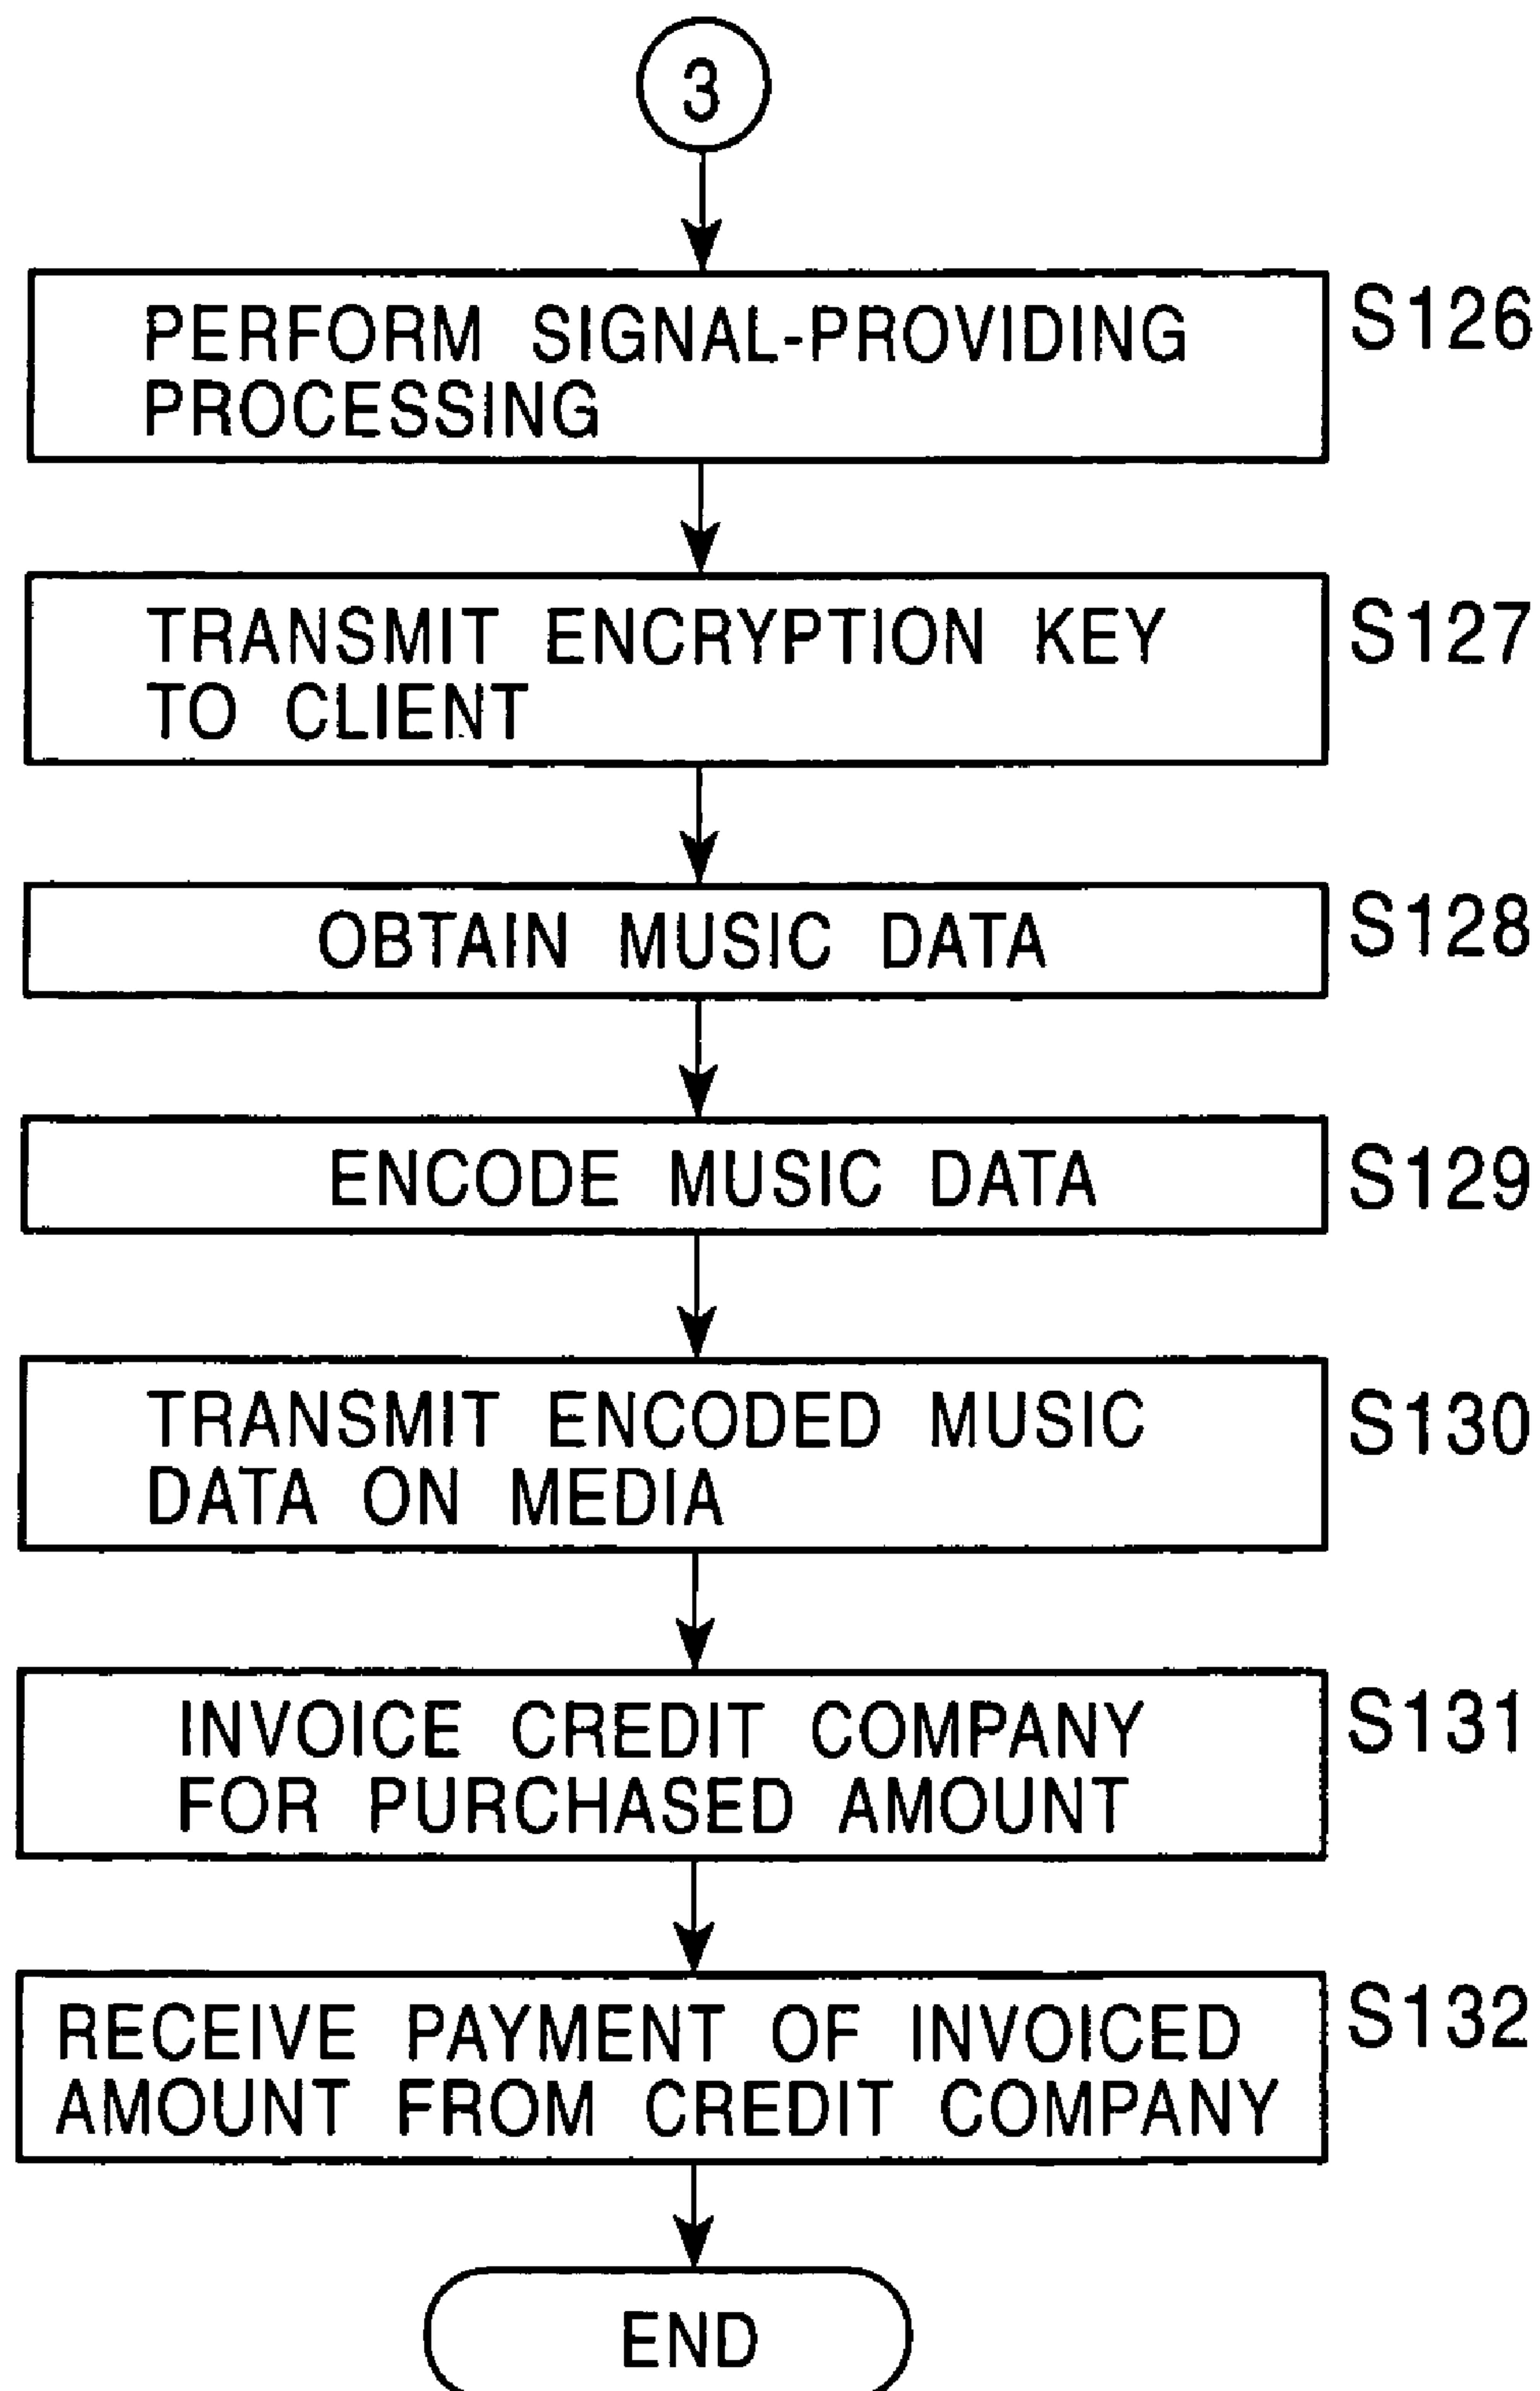 3
PERFORM SIGNAL-PROVIDING
PROCESSING
S126
TRANSMIT ENCRYPTION KEY
TO CLIENT
S127
OBTAIN MUSIC DATA
S128
ENCODE MUSIC DATA
S129
TRANSMIT ENCODED MUSIC
DATA ON MEDIA
S130
INVOICE CREDIT COMPANY
FOR PURCHASED AMOUNT
S131
RECEIVE PAYMENT OF INVOICED
AMOUNT FROM CREDIT COMPANY
S132
END